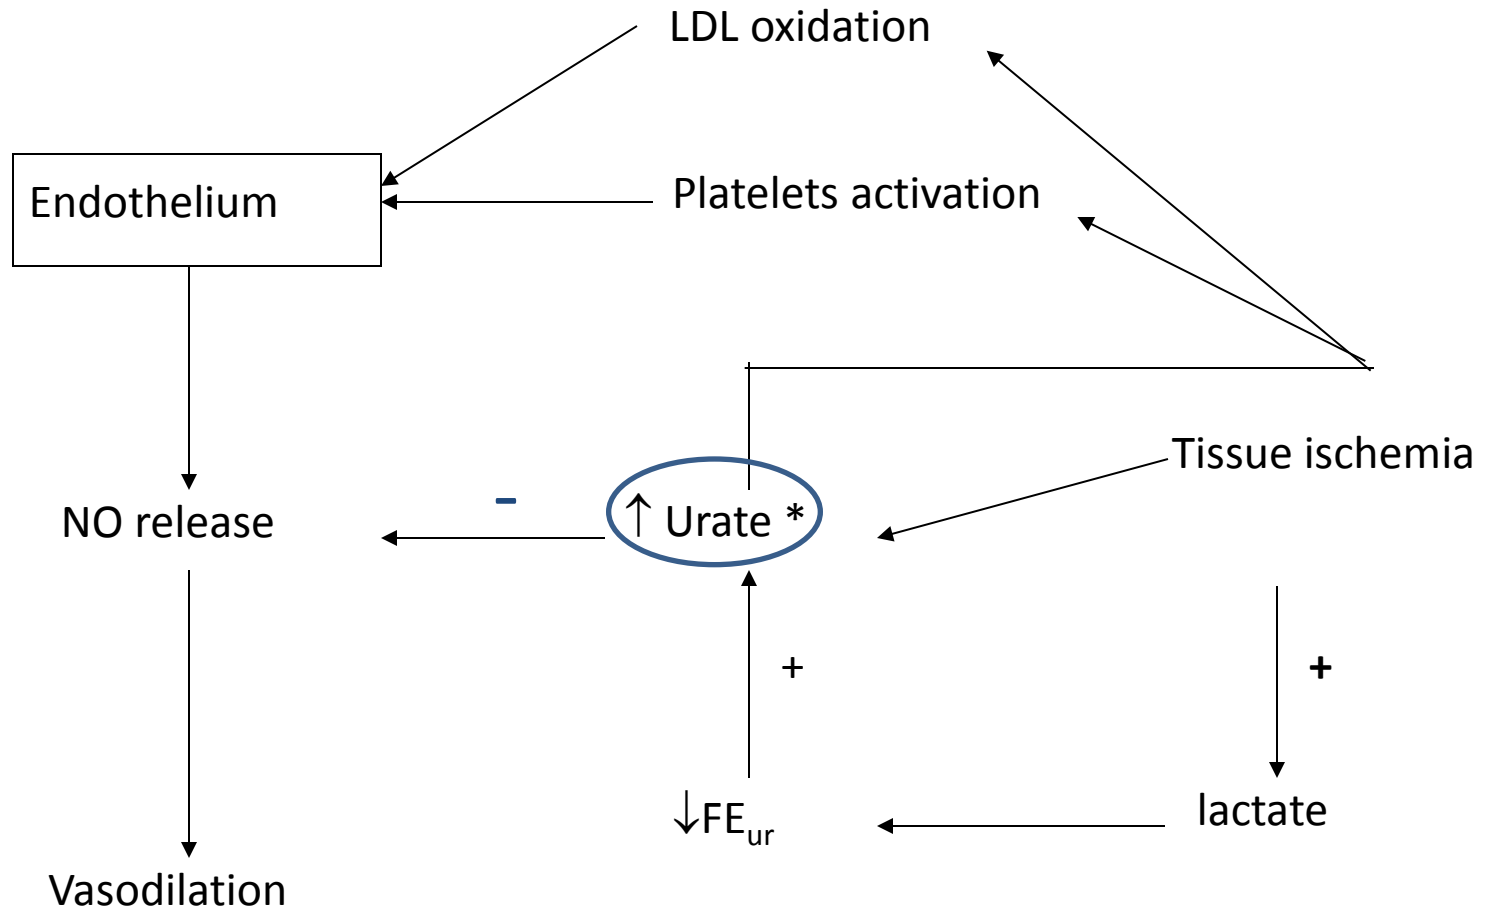 LDL oxidation
Endothelium
Platelets activation
Tissue ischemia
-
↑ Urate *
NO release
+
+
↓FEur
lactate
Vasodilation